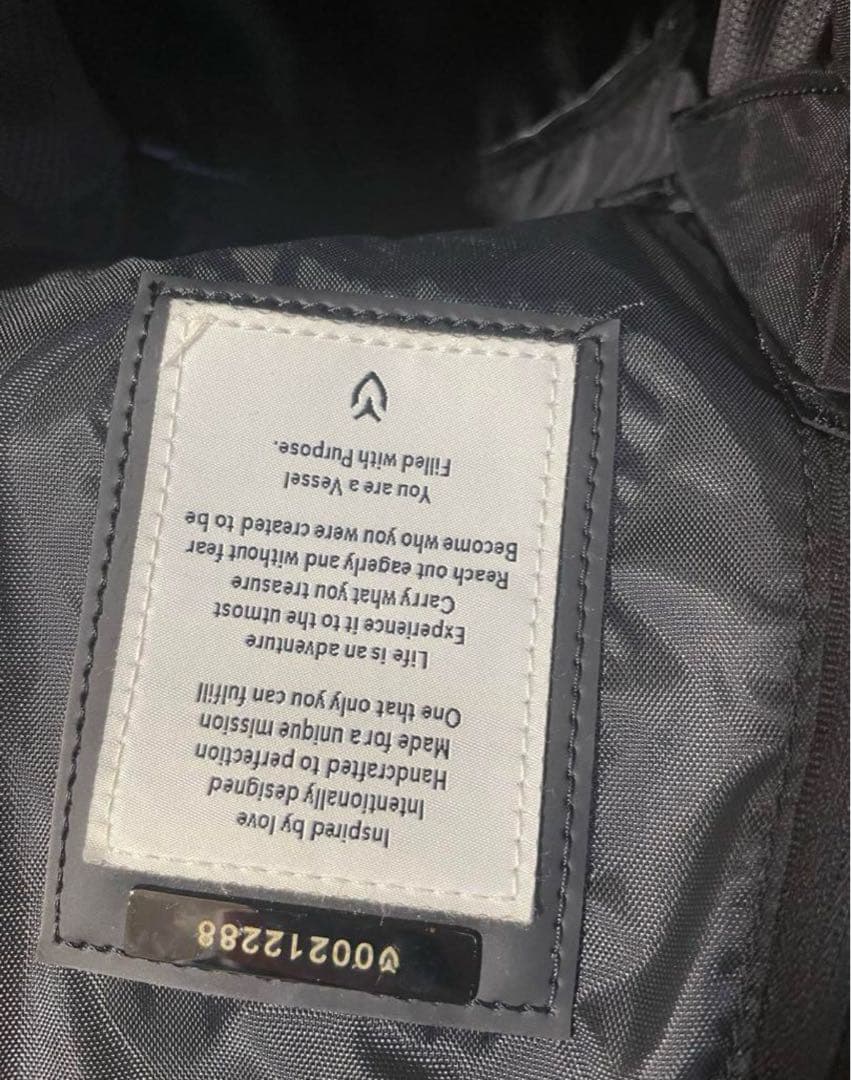 00212288
Inspired by love
Intentionally designed
Handcrafted to perfection
Made for a unique mission
One that only you can fulfill
Life is an adventure
Experience it to the utmost
Carry what you treasure
Reach out eagerly and without fear
Become who you were created to be
You are a Vessel
Filled with Purpose.